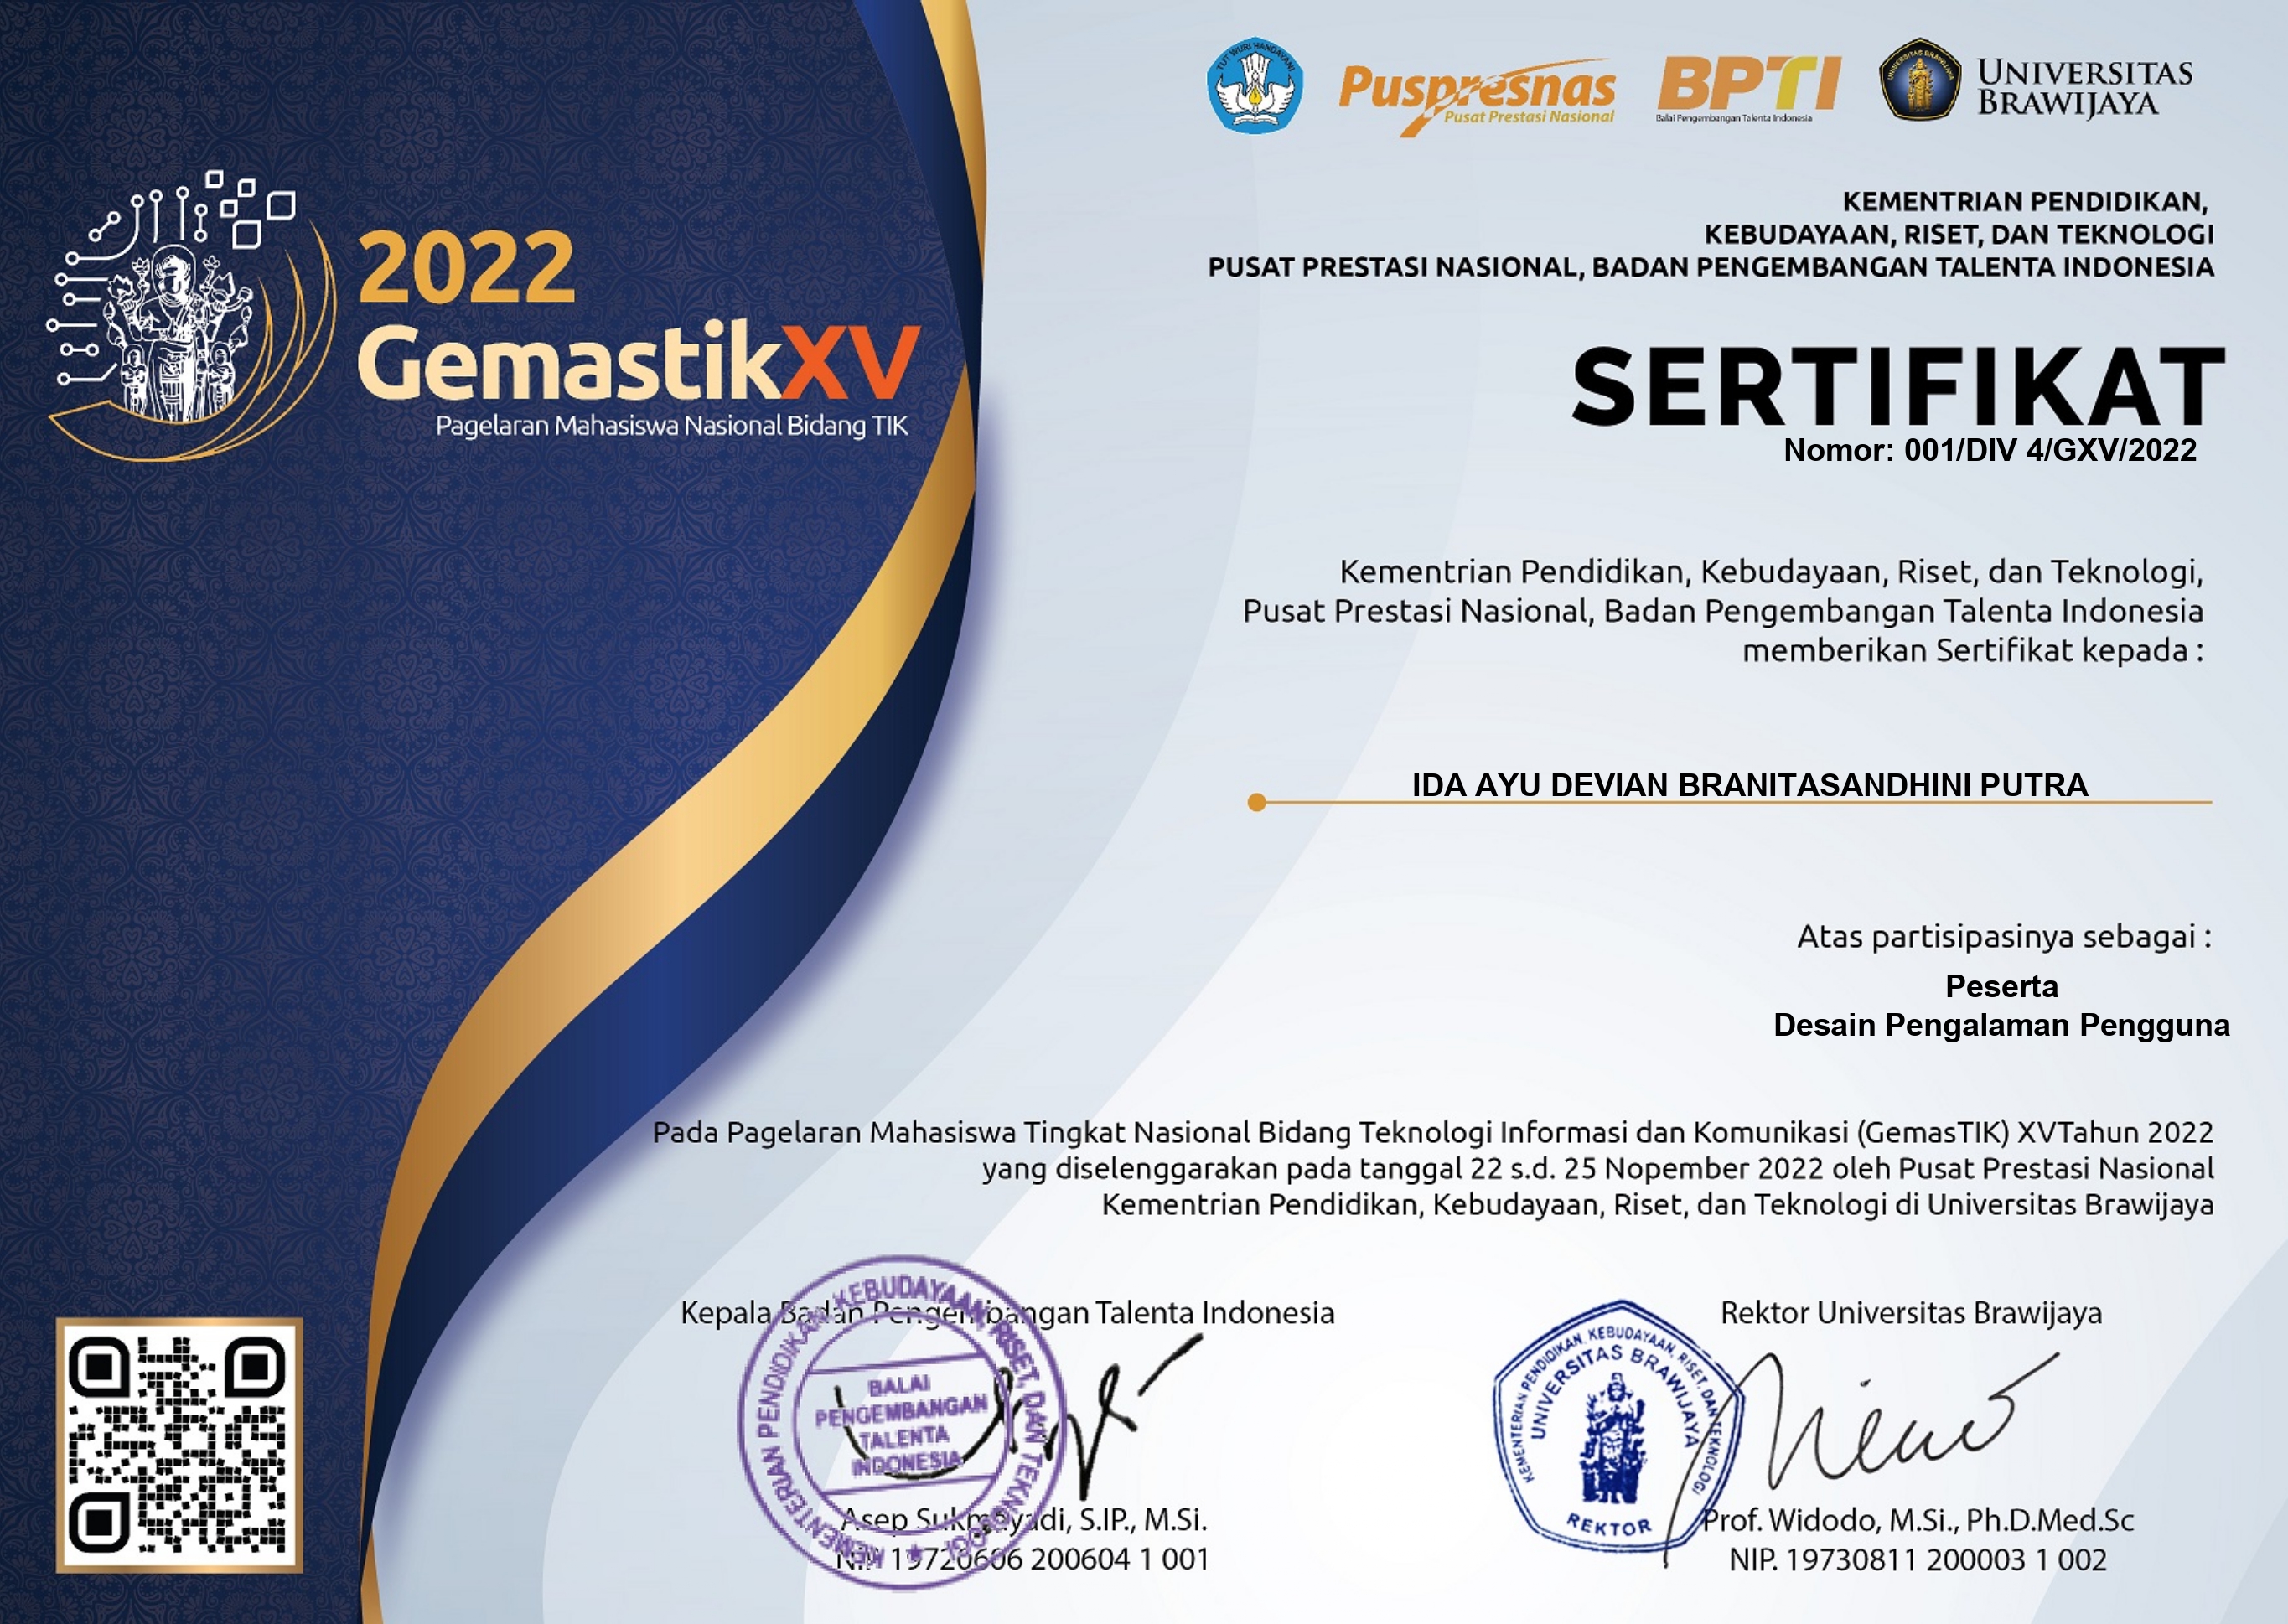 TUT WURI HANDAYANI
Puspresnas
Pusat Prestasi Nasional
BPTI
Balai Pengembangan Talenta Indonesia
UNIVERSITAS BRAWIJAYA
UNIVERSITAS
BRAWIJAYA
2022
GemastikXV
Pagelaran Mahasiswa Nasional Bidang TIK
KEMENTRIAN PENDIDIKAN,
KEBUDAYAAN, RISET, DAN TEKNOLOGI
PUSAT PRESTASI NASIONAL, BADAN PENGEMBANGAN TALENTA INDONESIA
SERTIFIKAT
Nomor: 001/DIV 4/GXV/2022
Kementrian Pendidikan, Kebudayaan, Riset, dan Teknologi,
Pusat Prestasi Nasional, Badan Pengembangan Talenta Indonesia
memberikan Sertifikat kepada :
IDA AYU DEVIAN BRANITASANDHINI PUTRA
Atas partisipasinya sebagai :
Peserta
Desain Pengalaman Pengguna
Pada Pagelaran Mahasiswa Tingkat Nasional Bidang Teknologi Informasi dan Komunikasi (GemasTIK) XVTahun 2022
yang diselenggarakan pada tanggal 22 s.d. 25 Nopember 2022 oleh Pusat Prestasi Nasional
Kementrian Pendidikan, Kebudayaan, Riset, dan Teknologi di Universitas Brawijaya
Kepala Badan Pengembangan Talenta Indonesia
KEMENTERIAN PENDIDIKAN, KEBUDAYAAN, RISET, DAN TEKNOLOGI
BALAI
PENGEMBANGAN
TALENTA
INDONESIA
Asep Sukmayadi, S.IP., M.Si.
NIP. 19720606 200604 1 001
Rektor Universitas Brawijaya
KEMENTERIAN PENDIDIKAN, KEBUDAYAAN, RISET, DAN TEKNOLOGI
UNIVERSITAS BRAWIJAYA
REKTOR
Prof. Widodo, M.Si., Ph.D.Med.Sc
NIP. 19730811 200003 1 002